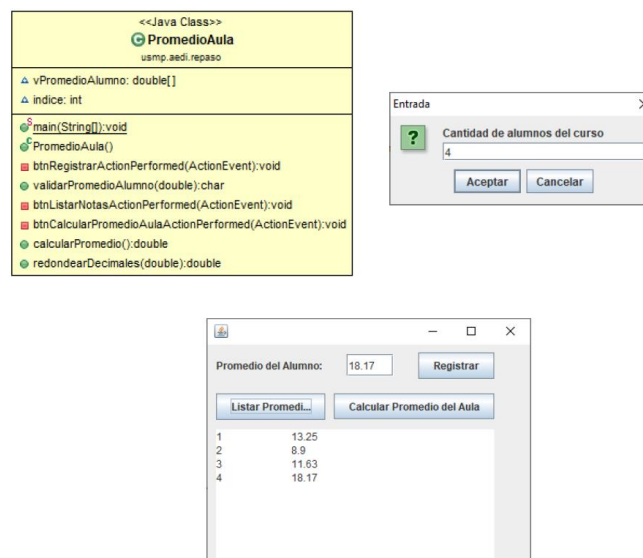 <<Java Class>>
PromedioAula
usmp.aedi.repaso
vPromedioAlumno: double[]
indice: int
main(String[]):void
PromedioAula()
btnRegistrarActionPerformed(ActionEvent):void
validarPromedioAlumno(double):char
btnListarNotasActionPerformed(ActionEvent):void
btnCalcularPromedioAulaActionPerformed(ActionEvent):void
calcularPromedio():double
redondearDecimales(double):double
Entrada
Cantidad de alumnos del curso
4
Aceptar Cancelar
Promedio del Alumno: 18.17 Registrar
Listar Promedi... Calcular Promedio del Aula
1 13.25
2 8.9
3 11.63
4 18.17